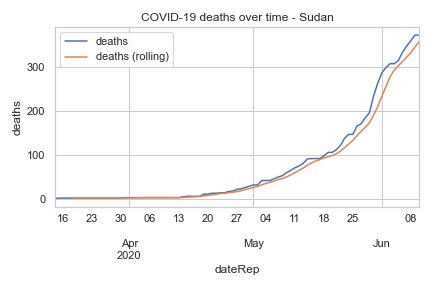 COVID-19 deaths over time - Sudan
deaths
deaths (rolling)
deaths
300
200
100
0
16 23 30 06 13 20 27 04 11 18 25 08
Apr May Jun
2020
dateRep